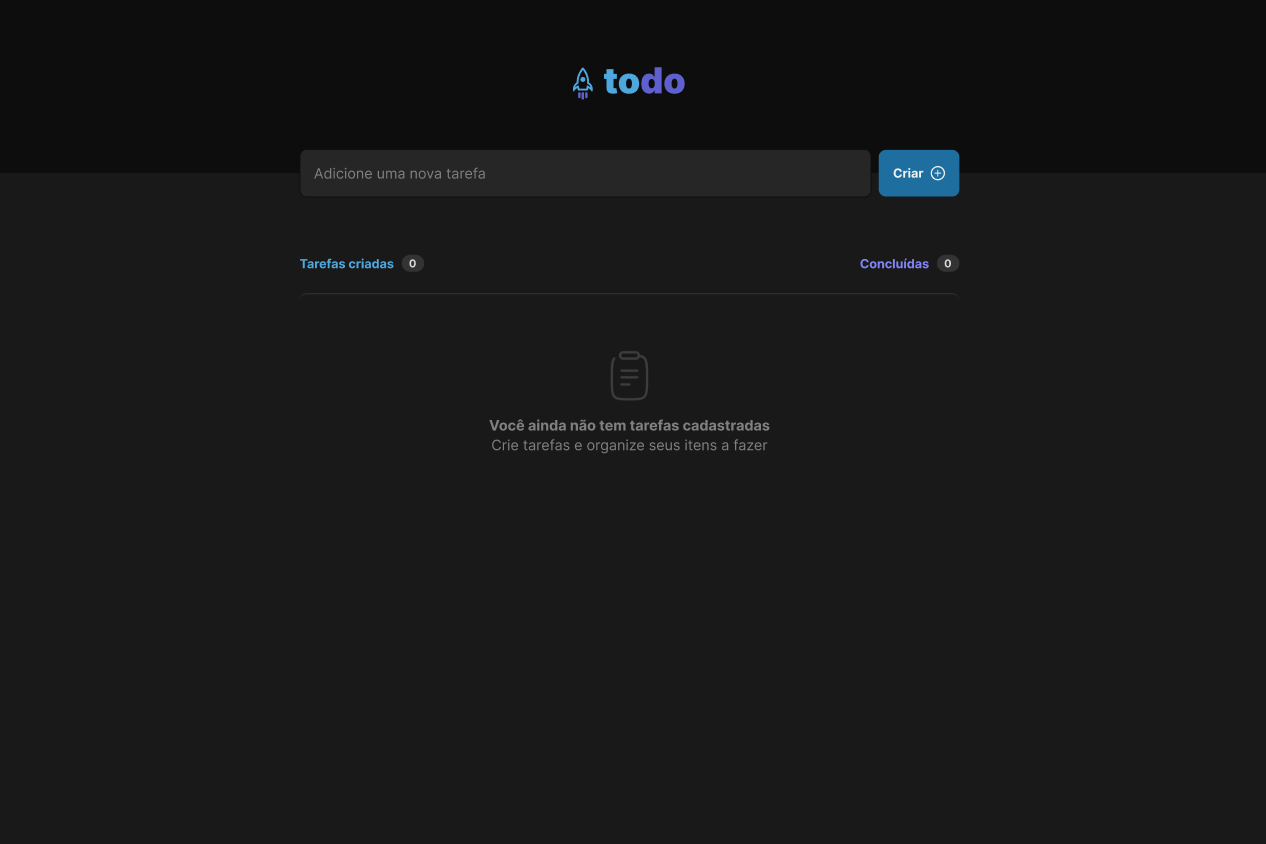 todo
Adicione uma nova tarefa
Criar
Tarefas criadas 0
Concluídas 0
Você ainda não tem tarefas cadastradas
Crie tarefas e organize seus itens a fazer